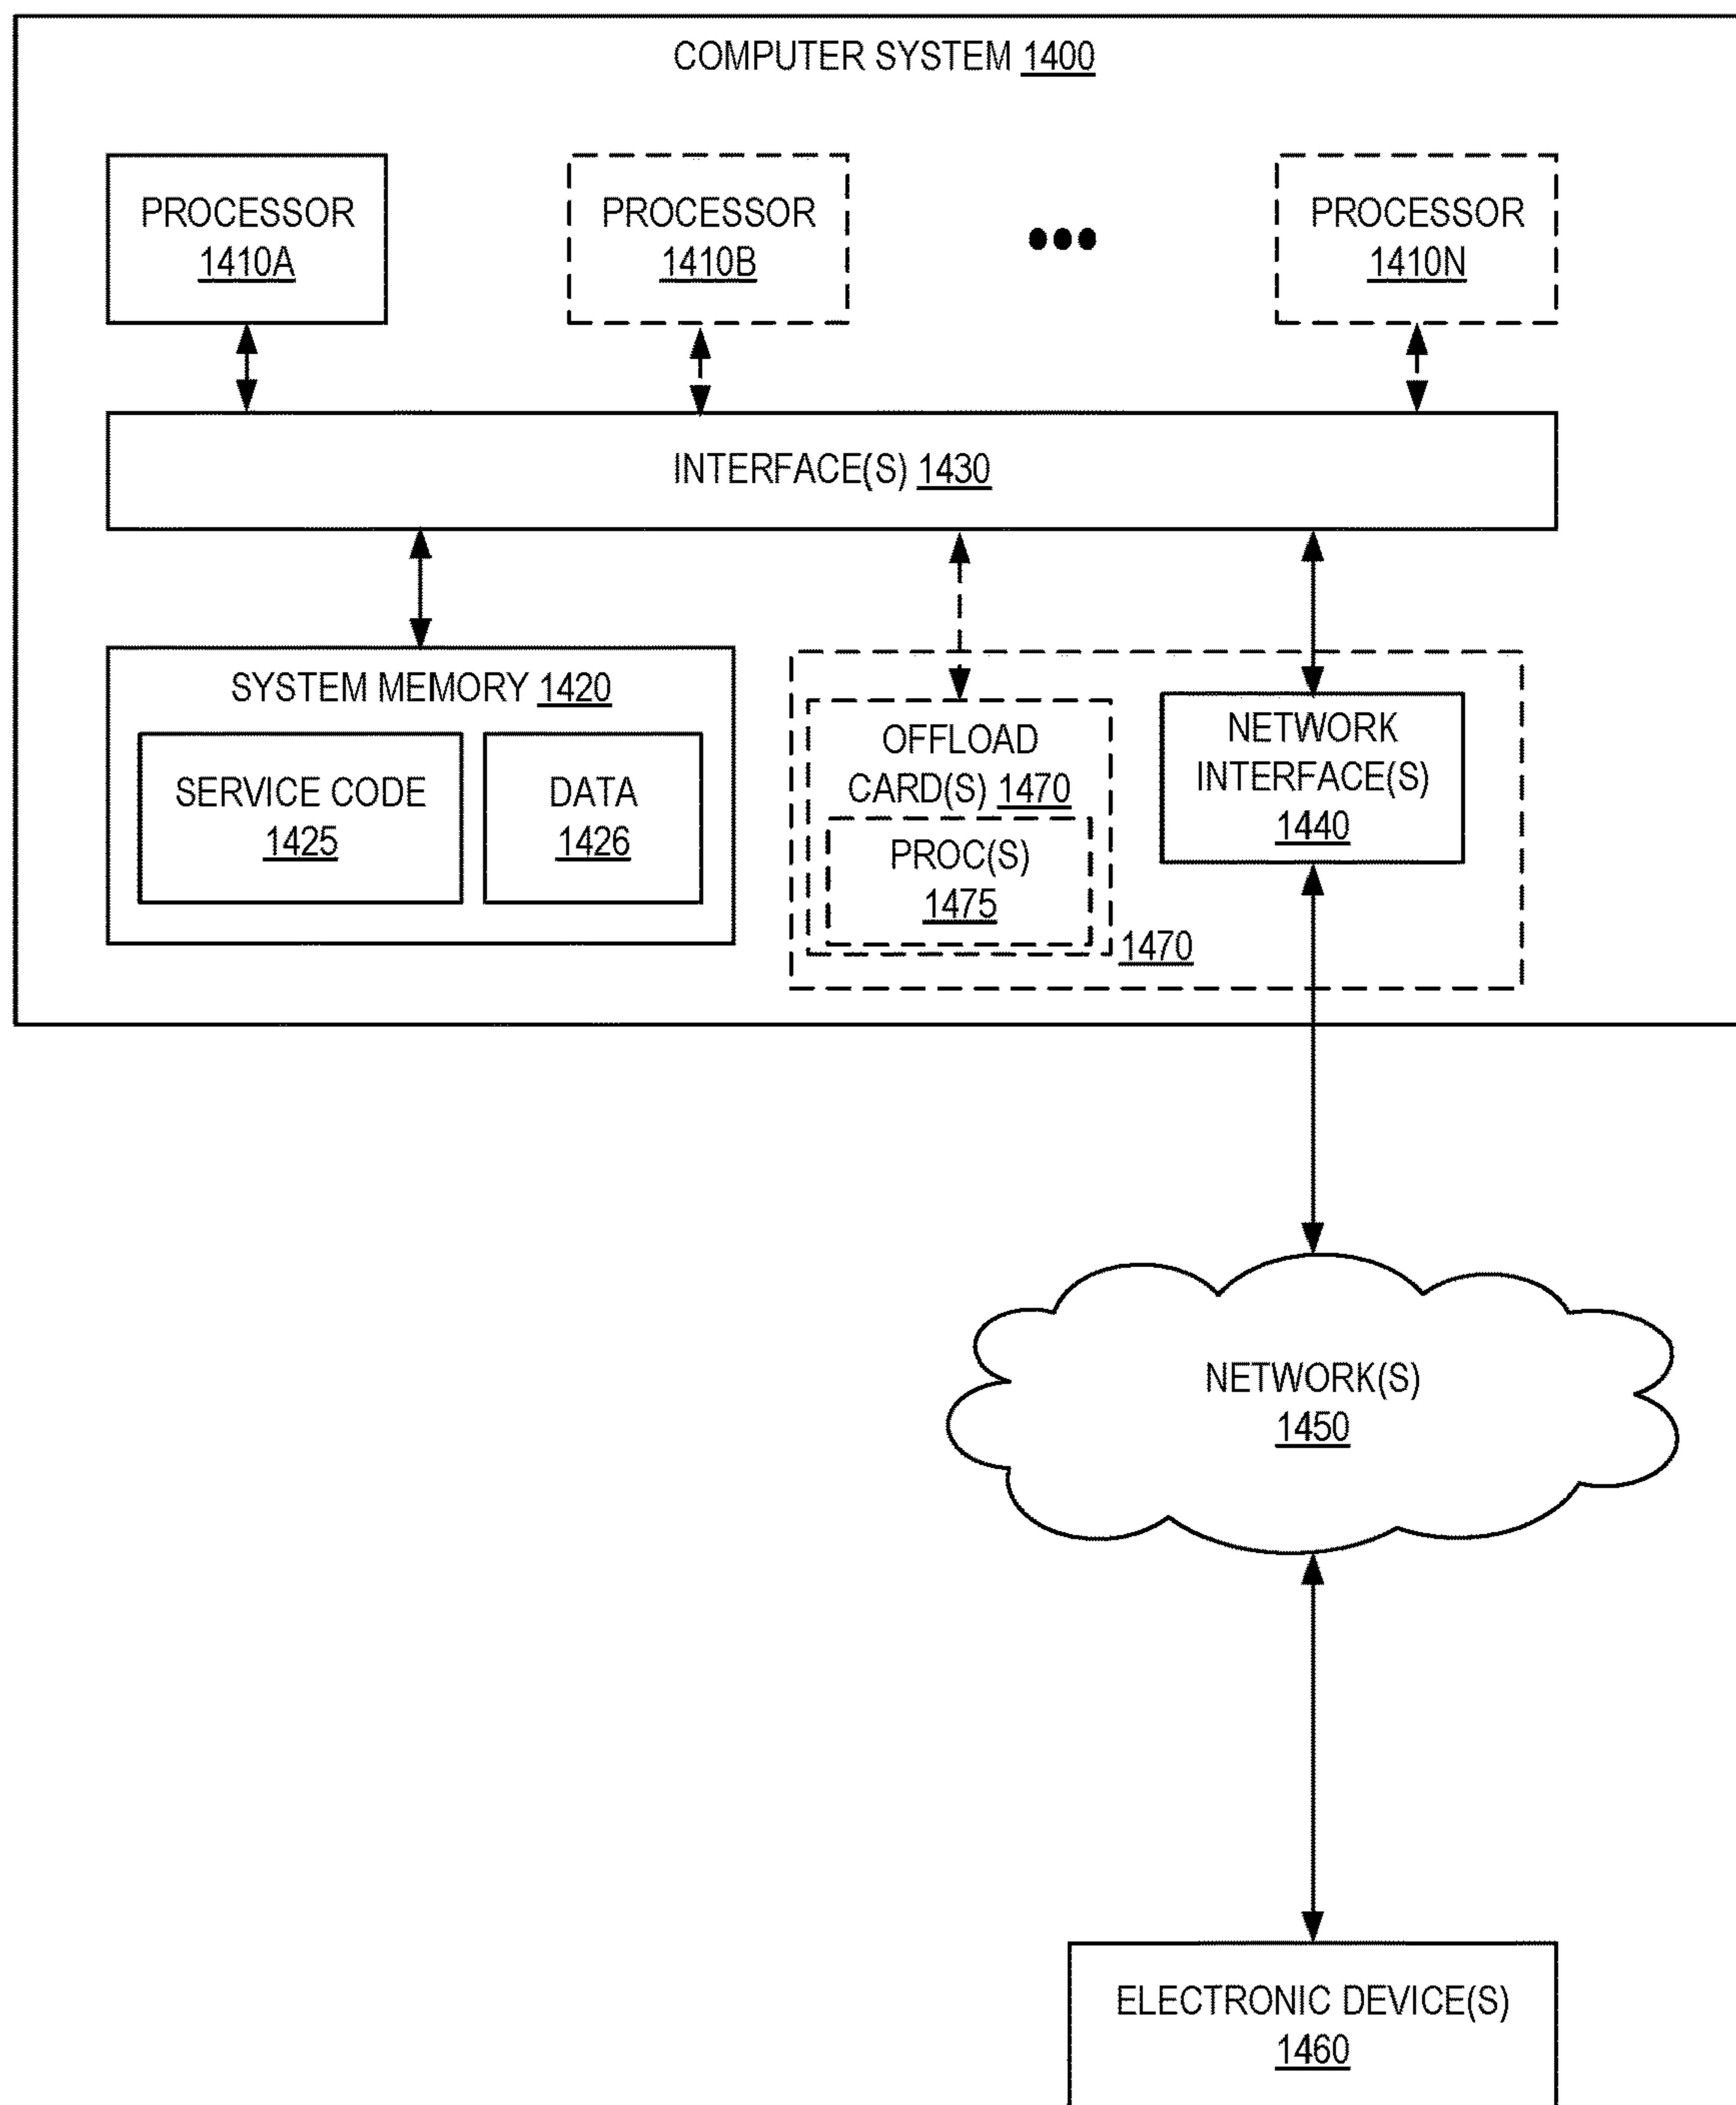 COMPUTER SYSTEM 1400
PROCESSOR
1410A
PROCESSOR
1410B
PROCESSOR
1410N
INTERFACE(S) 1430
SYSTEM MEMORY 1420
SERVICE CODE
1425
DATA
1426
OFFLOAD
CARD(S) 1470
PROC(S)
1475
1470
NETWORK
INTERFACE(S)
1440
NETWORK(S)
1450
ELECTRONIC DEVICE(S)
1460